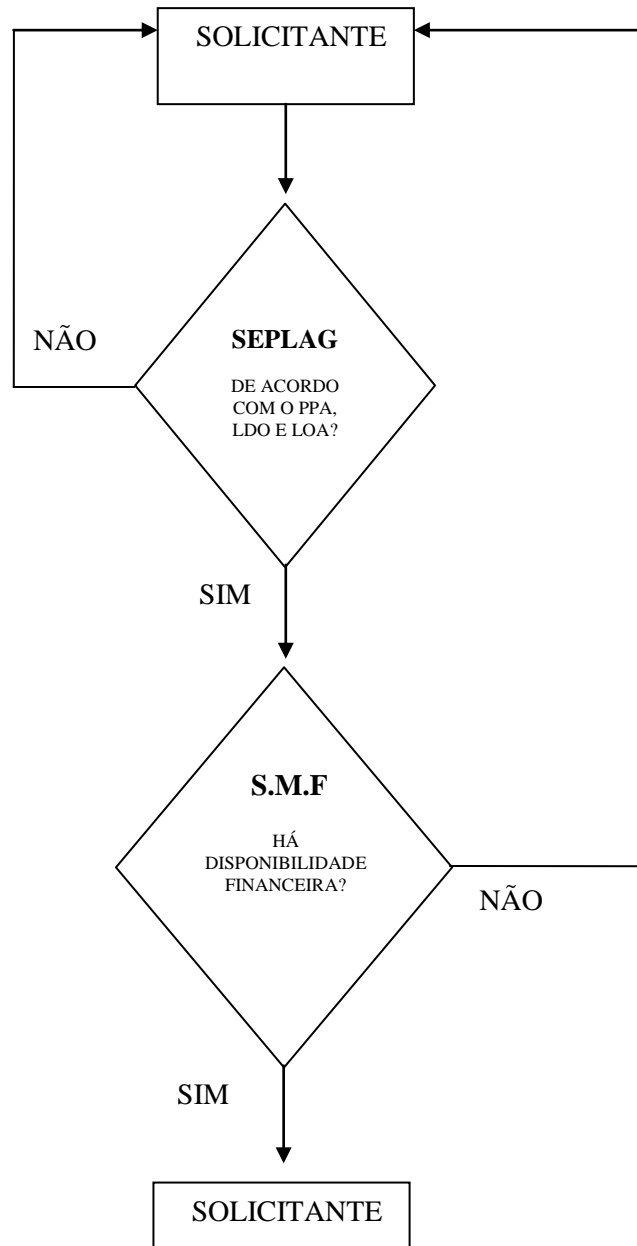 SOLICITANTE
NÃO
SEPLAG
DE ACORDO
COM O PPA,
LDO E LOA?
SIM
S.M.F
HÁ
DISPONIBILIDADE
FINANCEIRA?
NÃO
SIM
SOLICITANTE